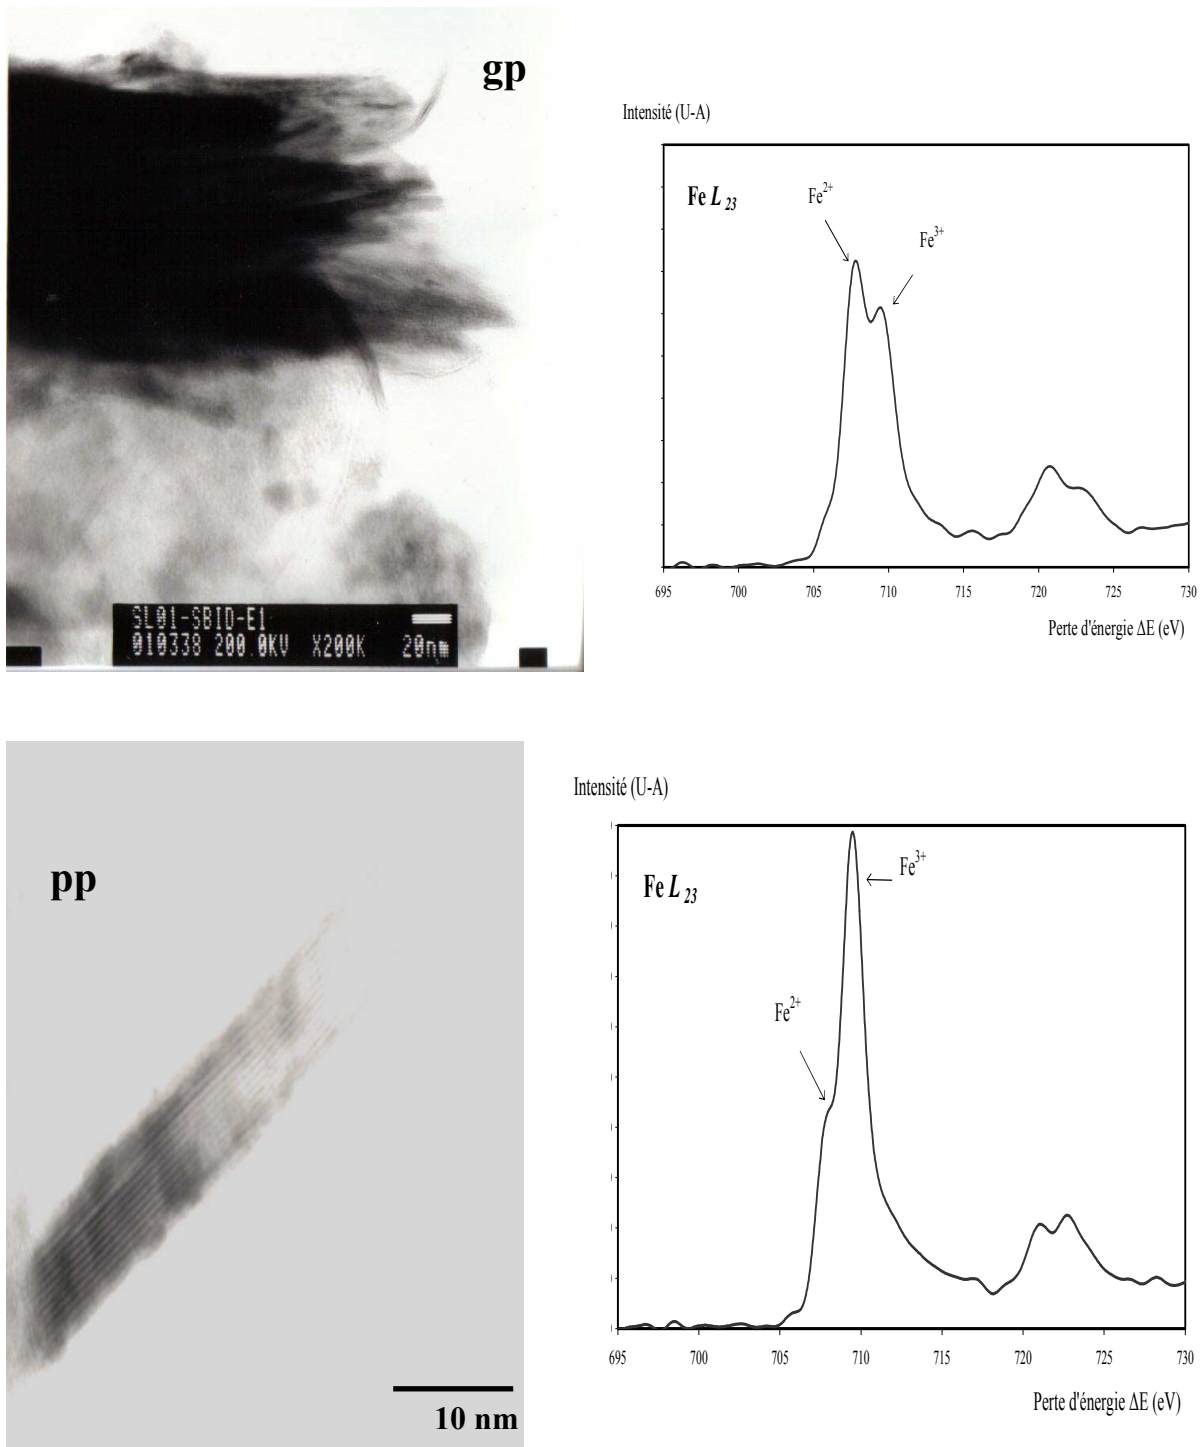 gp
SL01-SBID-E1
010338 200.0KV X200K 20nm
Intensité (U-A)
Fe L 23
Fe2+
Fe3+
695 700 705 710 715 720 725 730
Perte d'énergie ΔE (eV)
pp
10 nm
Intensité (U-A)
Fe L 23
Fe3+
Fe2+
695 700 705 710 715 720 725 730
Perte d'énergie ΔE (eV)